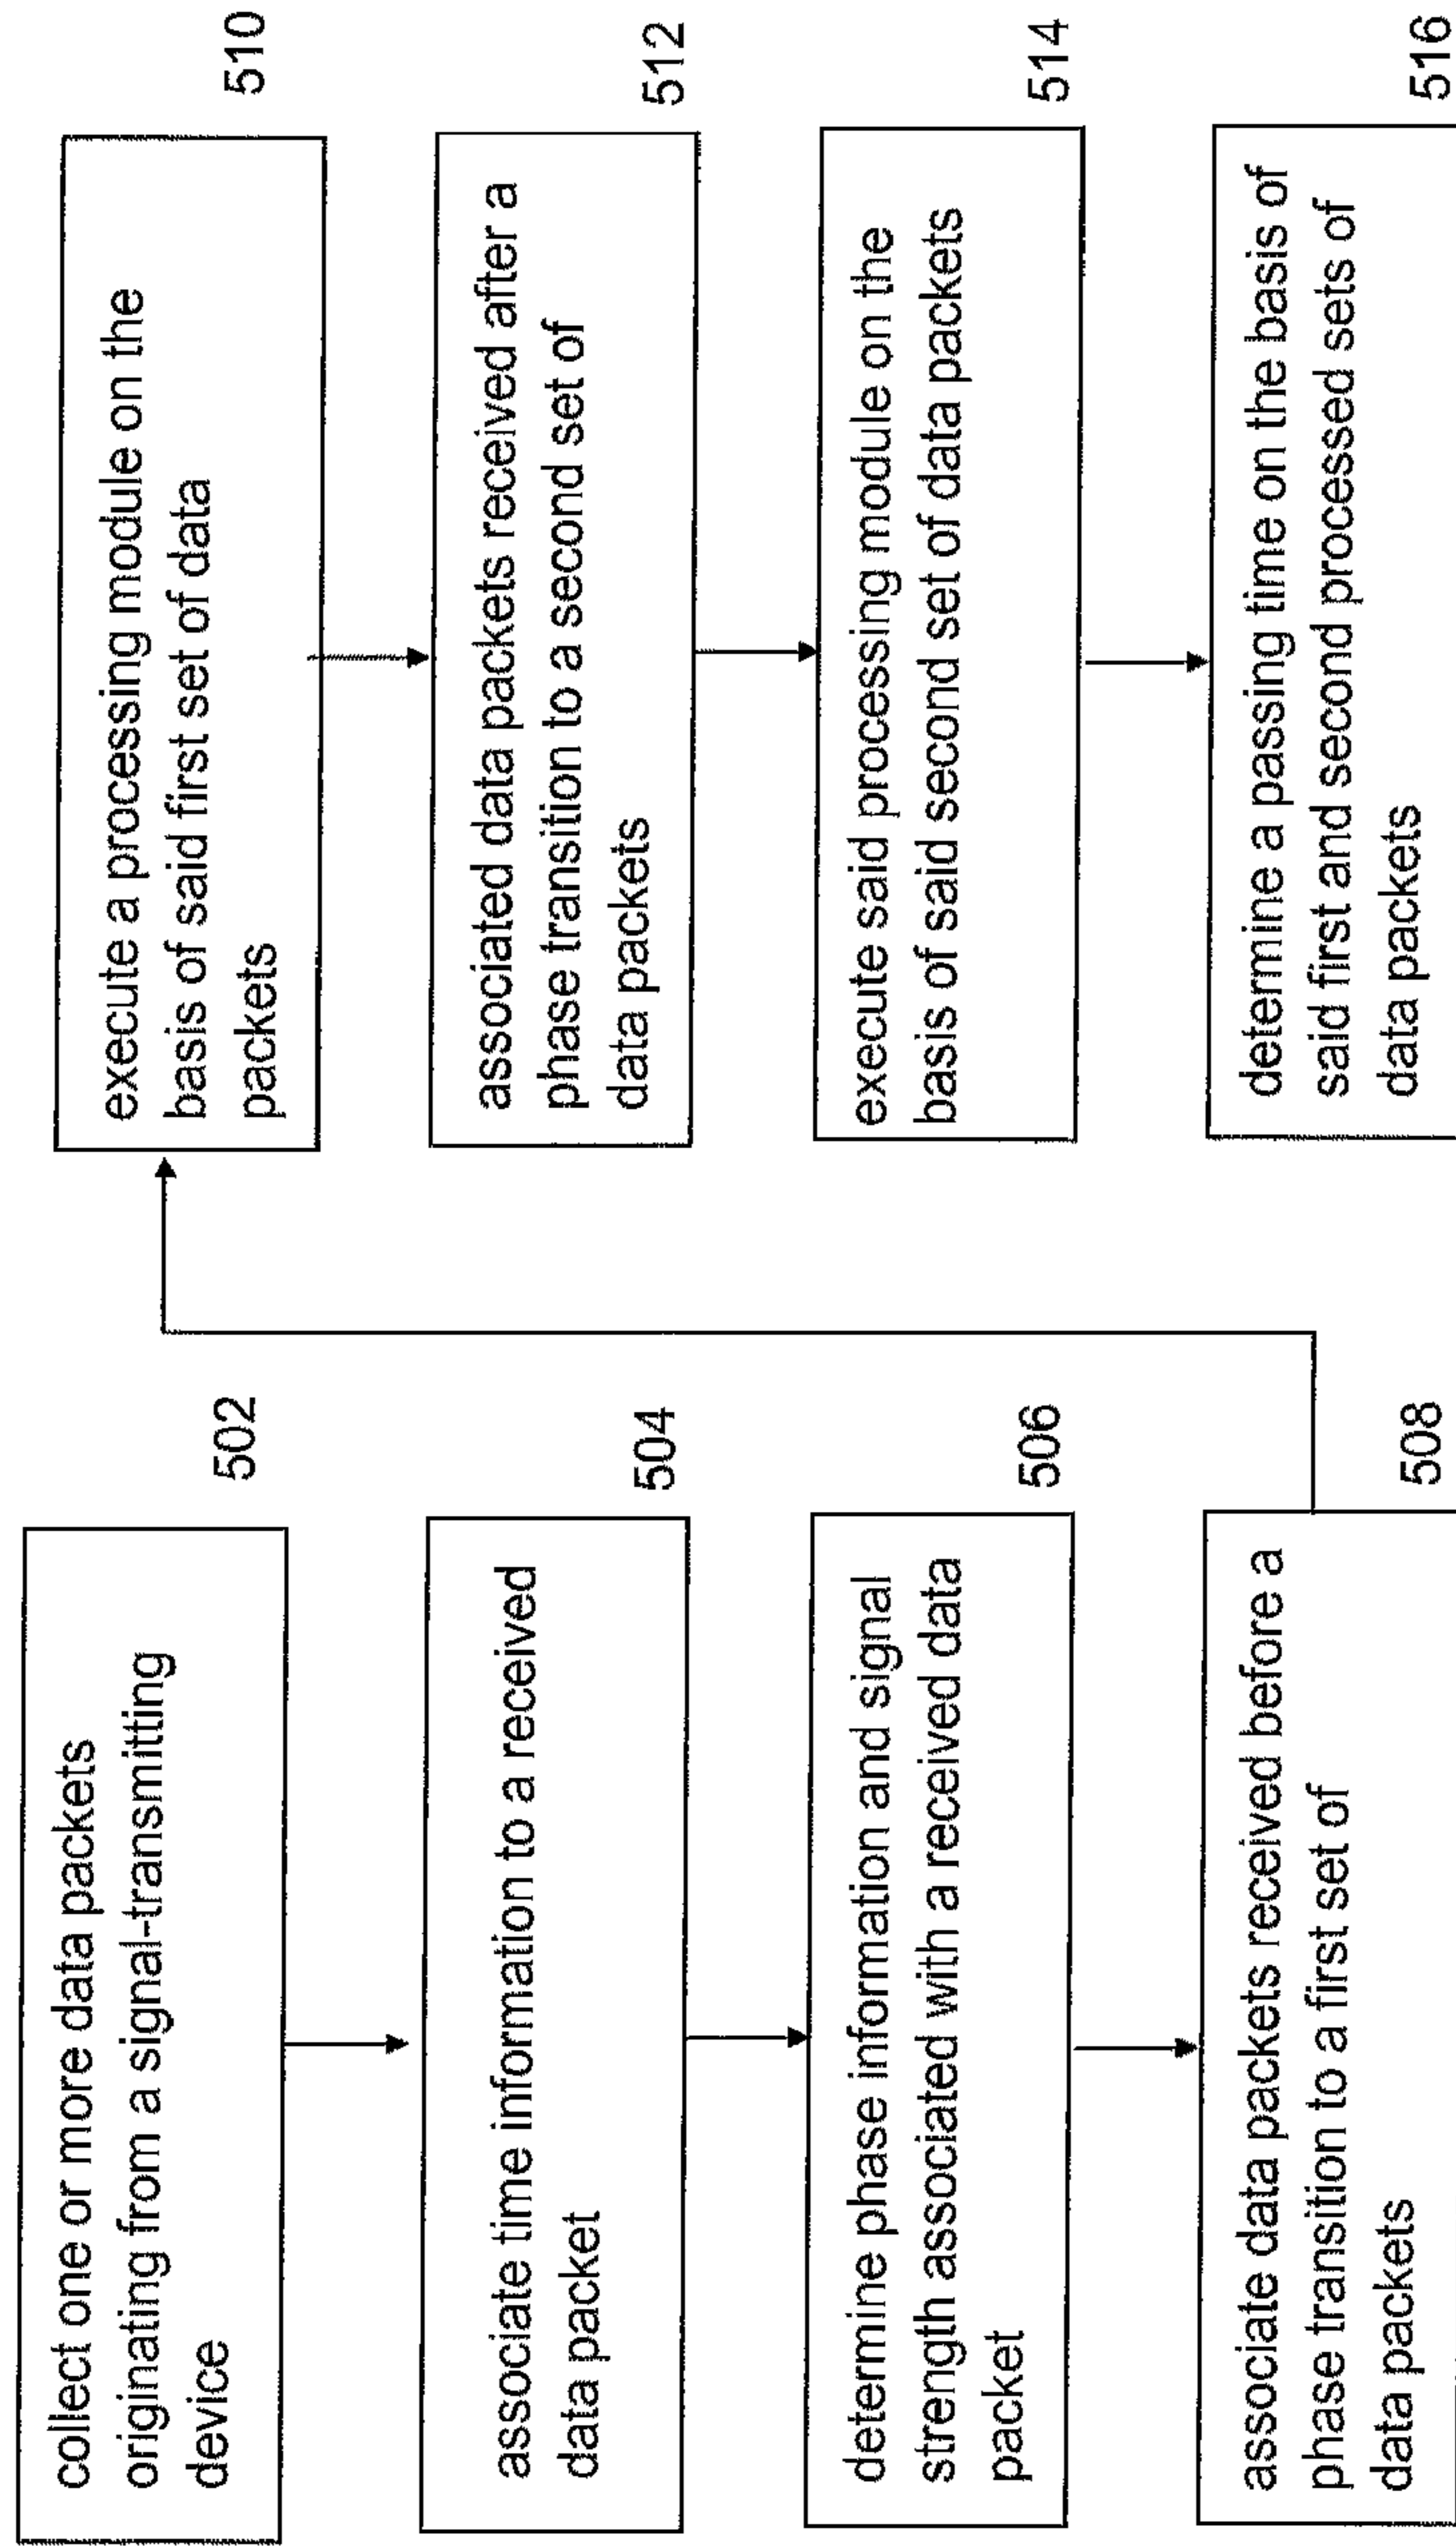 collect one or more data packets
originating from a signal-transmitting
device
502
associate time information to a received
data packet
504
determine phase information and signal
strength associated with a received data
packet
506
associate data packets received before a
phase transition to a first set of
data packets
508
execute a processing module on the
basis of said first set of data
packets
510
associated data packets received after a
phase transition to a second set of
data packets
512
execute said processing module on the
basis of said second set of data packets
514
determine a passing time on the basis of
said first and second processed sets of
data packets
516